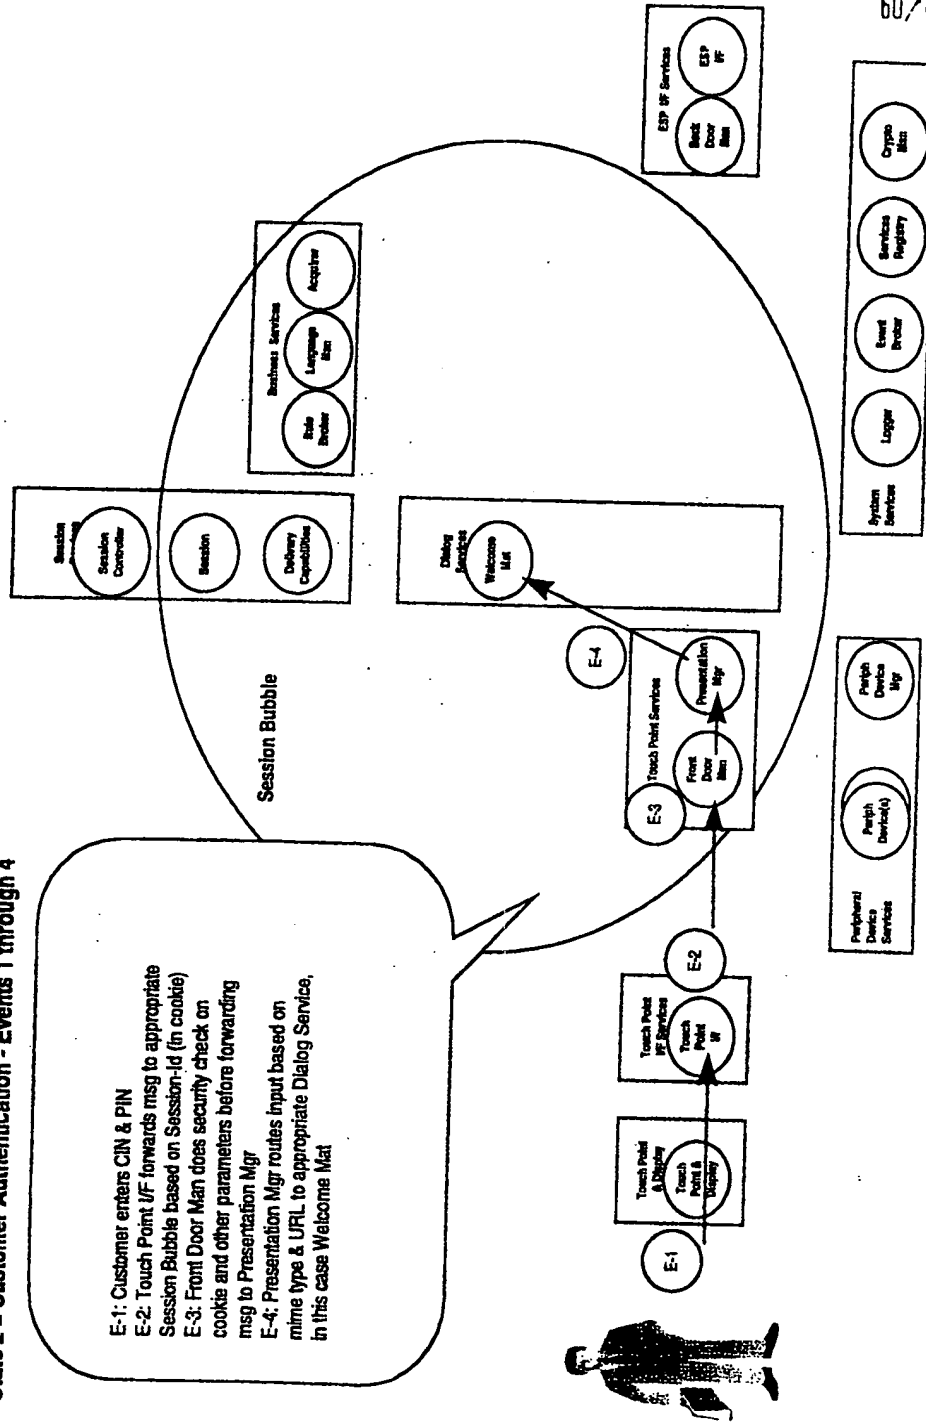 Customer Authentication - Events 1 through 4
E-1: Customer enters CIN & PIN
E-2: Touch Point I/F forwards msg to appropriate
Session Bubble based on Session-Id (in cookie)
E-3: Front Door Man does security check on
cookie and other parameters before forwarding
msg to Presentation Mgr
E-4: Presentation Mgr routes input based on
mime type & URL to appropriate Dialog Service,
in this case Welcome Mat
Session Bubble
Session
Session
Controller
Session
Delivery
Capabilities
Business Services
Rule
Broker
Language
Man
Acquirer
Dialog
Services
Welcome
Mat
ESP I/F Services
Back
Door
Man
ESP
I/F
E-1
Touch Point
& Display
Touch
Point &
Display
Touch Point
I/F Services
Touch
Point
I/F
E-2
E-3
Touch Point Services
Front
Door
Man
Presentation
Mgr
E-4
Peripheral
Device
Services
Periph
Device(s)
Periph
Device
Mgr
System
Services
Logger
Event
Broker
Services
Registry
Crypto
Man